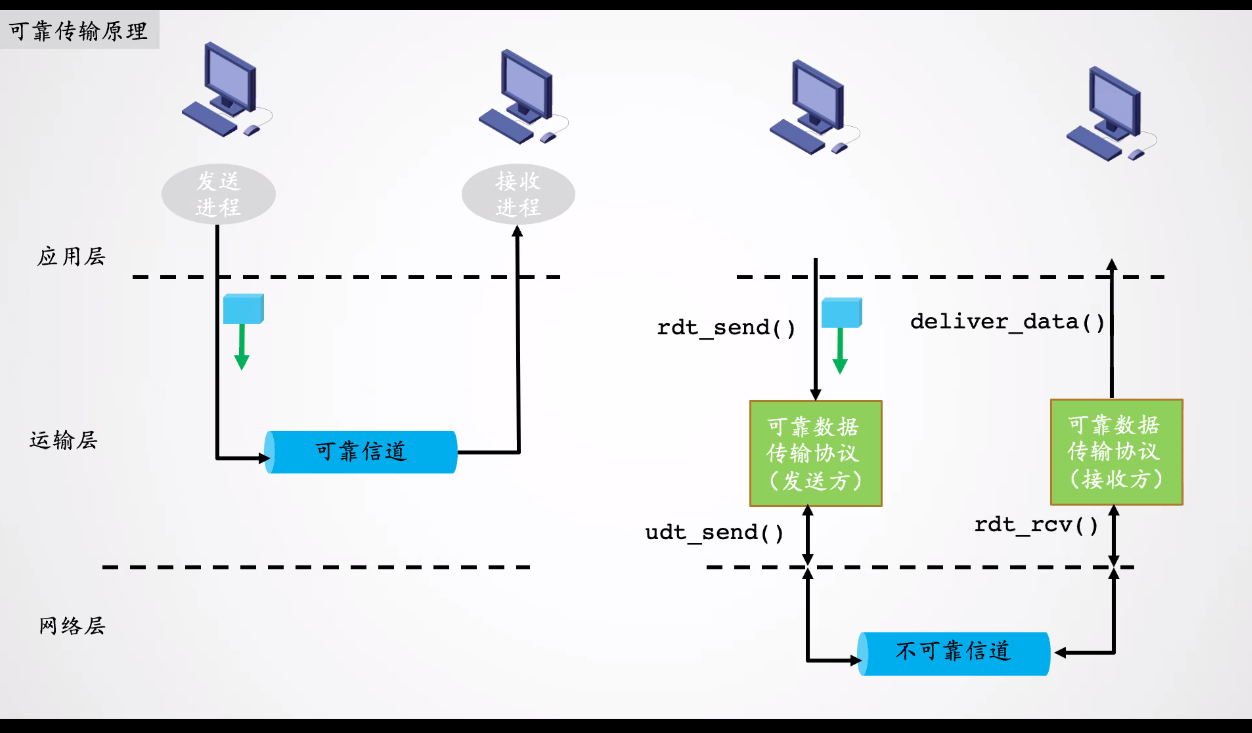 可靠传输原理
发送
进程
接收
进程
应用层
rdt_send()
deliver_data()
运输层
可靠信道
可靠数据
传输协议
（发送方）
可靠数据
传输协议
（接收方）
udt_send()
rdt_rcv()
网络层
不可靠信道